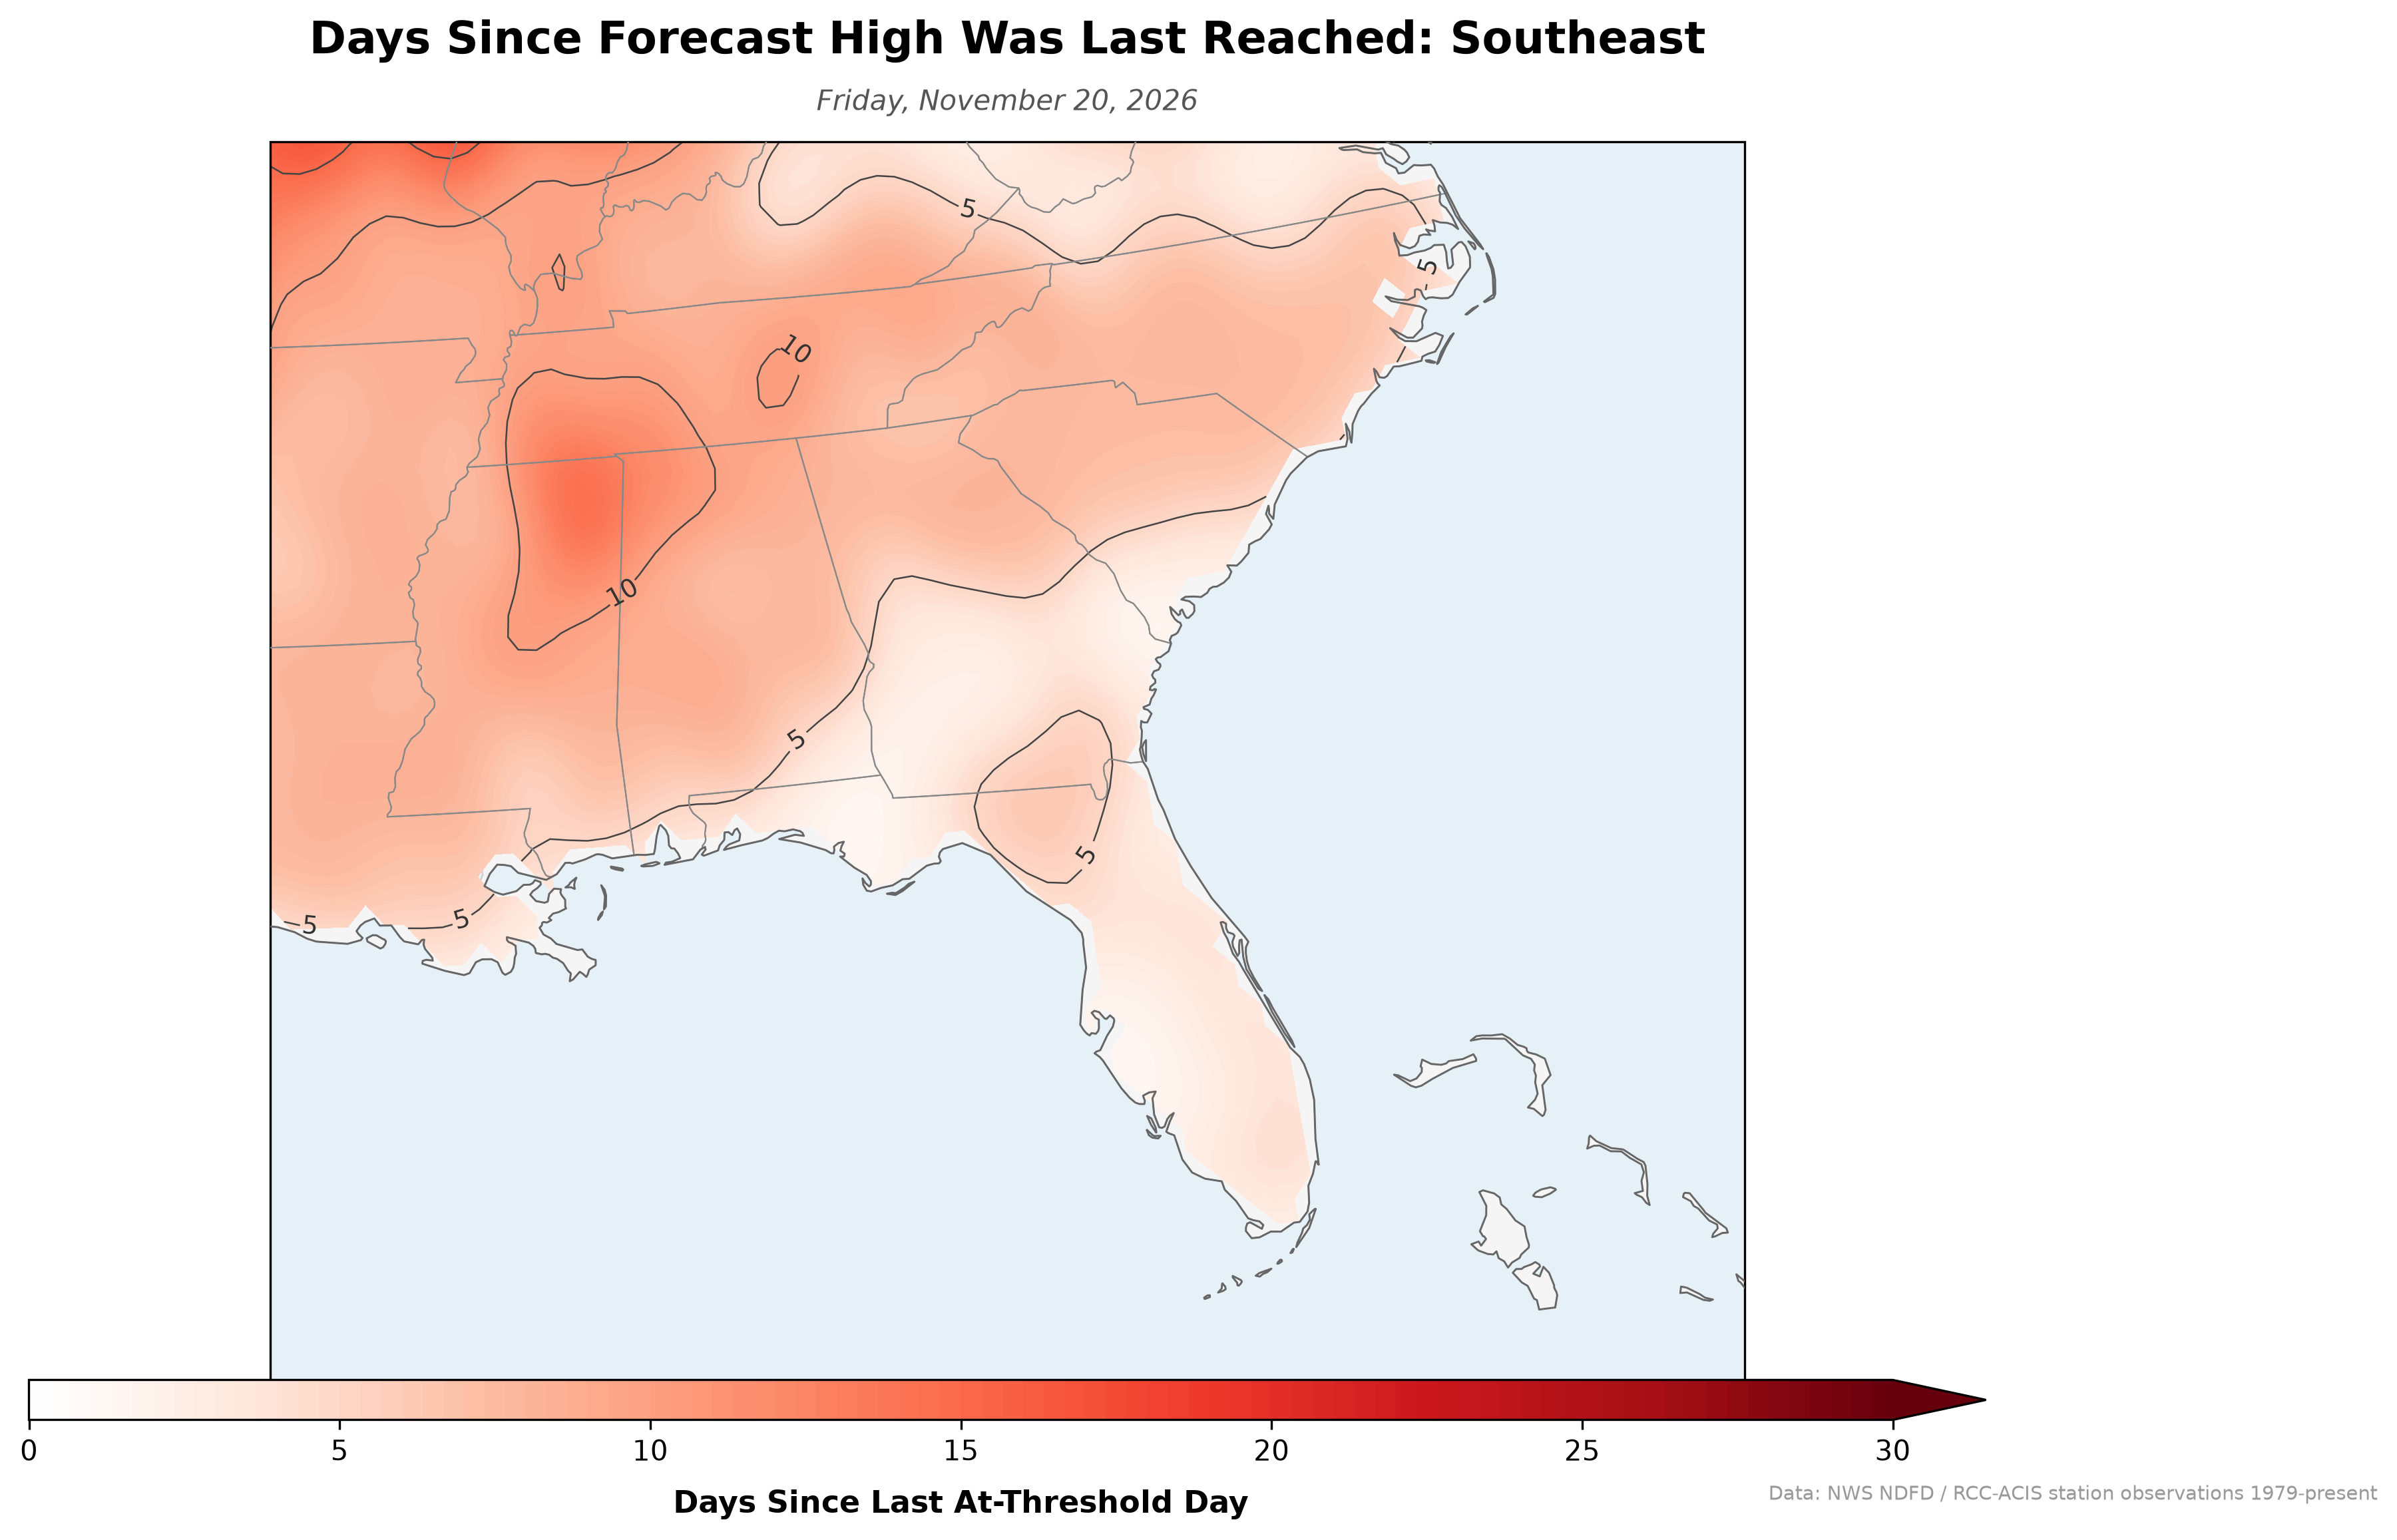 Days Since Forecast High Was Last Reached: Southeast
Friday, November 20, 2026
5
5
10
10
5
5
5
5
0 5 10 15 20 25 30
Days Since Last At-Threshold Day
Data: NWS NDFD / RCC-ACIS station observations 1979-present